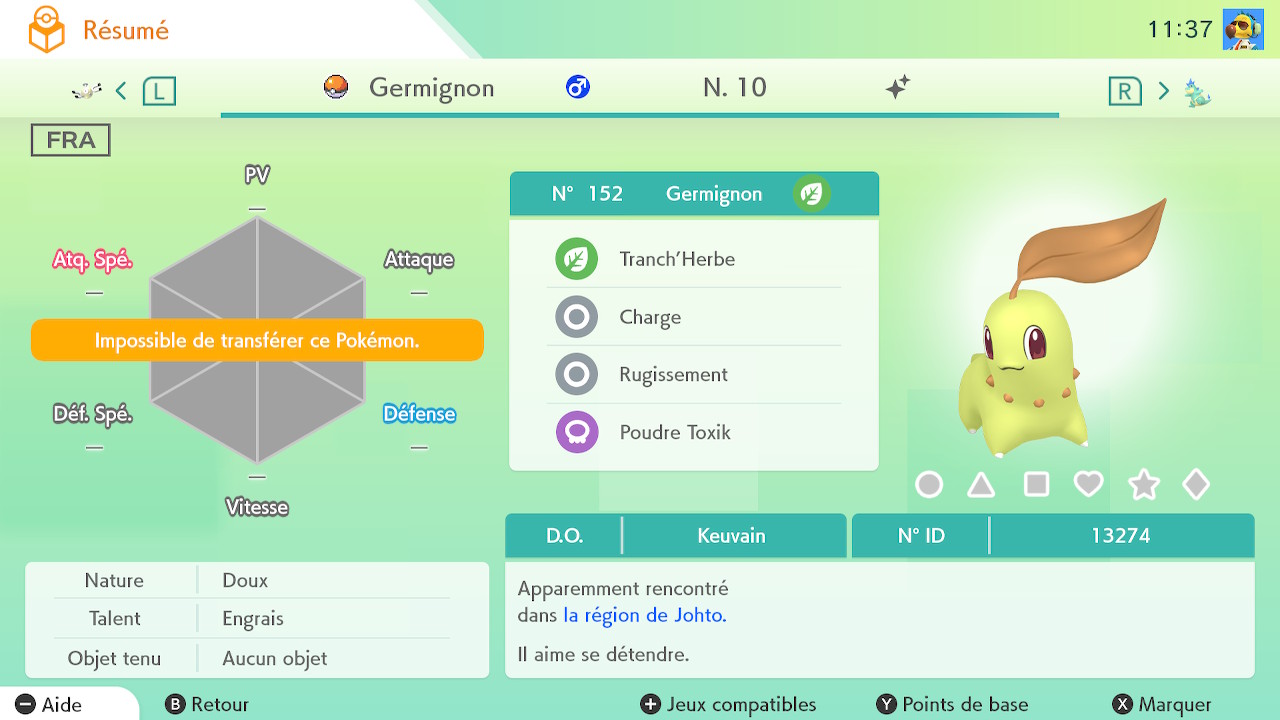 Résumé
11:37
L
Germignon
N. 10
R
FRA
PV
—
Atq. Spé.
—
Attaque
—
Impossible de transférer ce Pokémon.
Déf. Spé.
—
Défense
—
—
Vitesse
N° 152 Germignon
Tranch'Herbe
Charge
Rugissement
Poudre Toxik
D.O. Keuvain
N° ID 13274
Apparemment rencontré
dans la région de Johto.
Il aime se détendre.
Nature Doux
Talent Engrais
Objet tenu Aucun objet
Aide
B Retour
Jeux compatibles
Y Points de base
X Marquer